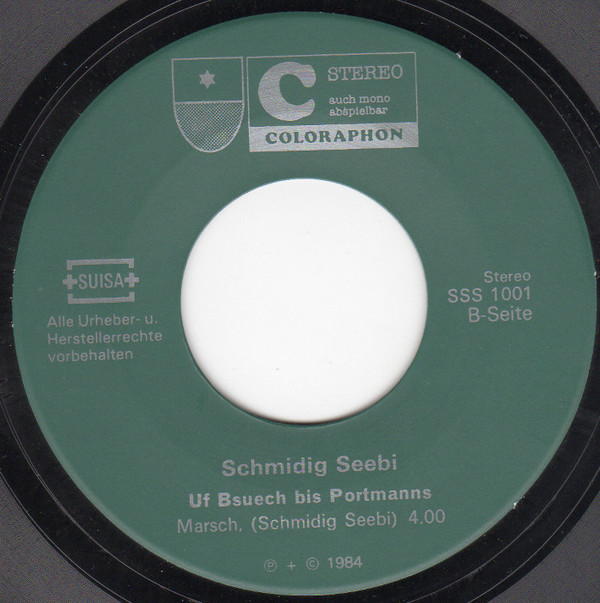 C STEREO
auch mono
abspielbar
COLORAPHON
+SUISA+
Alle Urheber- u.
Herstellerrechte
vorbehalten
Stereo
SSS 1001
B-Seite
Schmidig Seebi
Uf Bsuech bis Portmanns
Marsch, (Schmidig Seebi) 4.00
℗ + © 1984